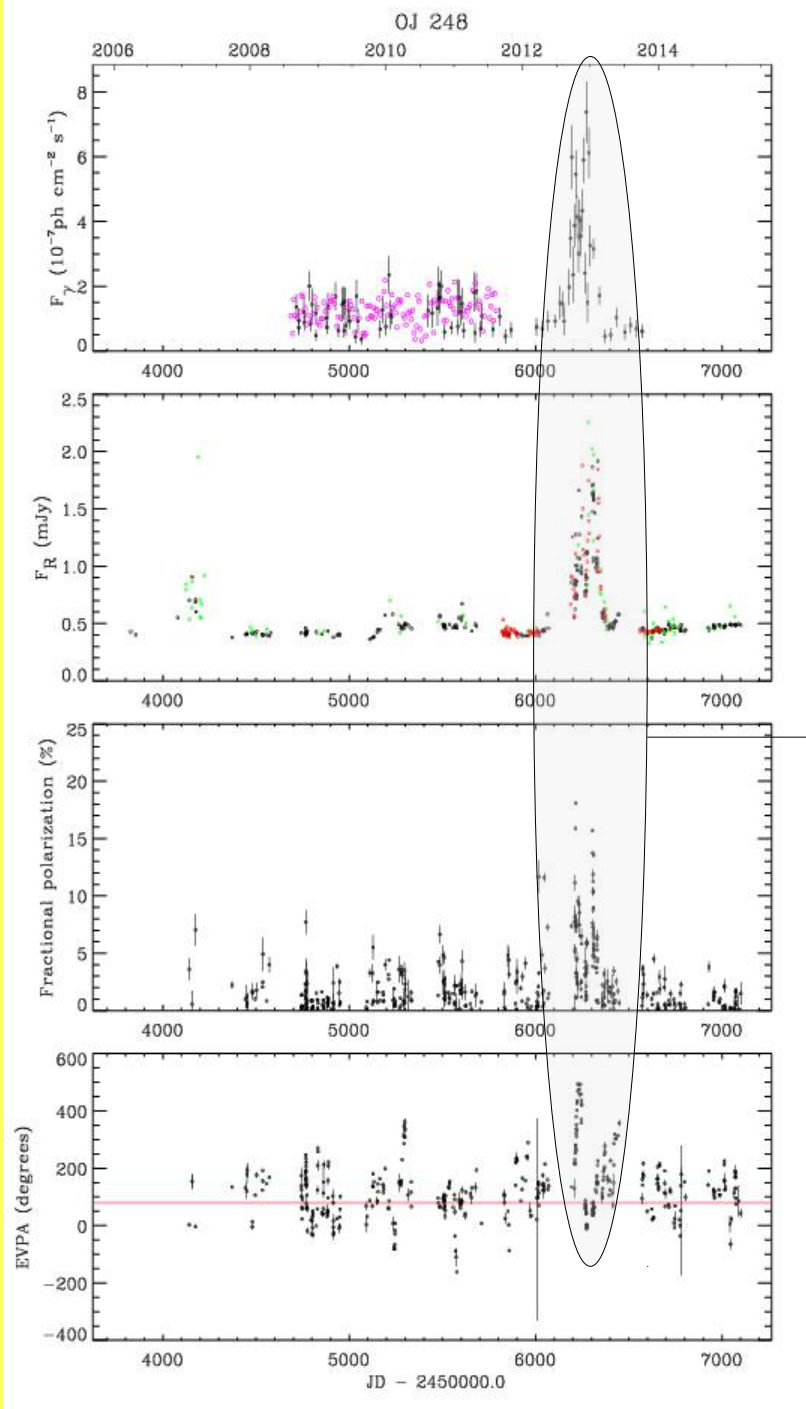 OJ 248
2006 2008 2010 2012 2014
F_γ (10⁻⁷ph cm⁻² s⁻¹)
8
6
4
2
0
4000 5000 6000 7000
F_R (mJy)
2.5
2.0
1.5
1.0
0.5
0.0
4000 5000 6000 7000
Fractional polarization (%)
25
20
15
10
5
0
4000 5000 6000 7000
EVPA (degrees)
600
400
200
0
−200
−400
4000 5000 6000 7000
JD − 2450000.0